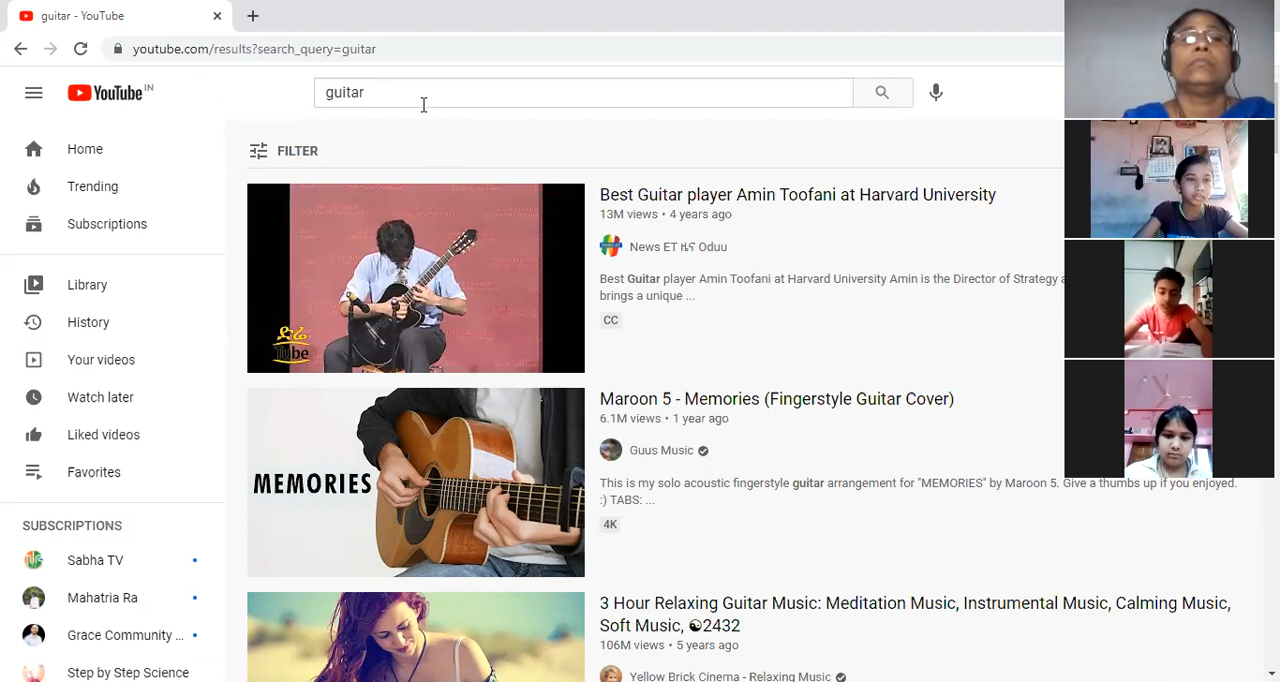 guitar - YouTube
youtube.com/results?search_query=guitar
YouTube IN
guitar
Home
Trending
Subscriptions
Library
History
Your videos
Watch later
Liked videos
Favorites
SUBSCRIPTIONS
Sabha TV
Mahatria Ra
Grace Community ...
Step by Step Science
FILTER
Best Guitar player Amin Toofani at Harvard University
13M views • 4 years ago
News ET ዜና Oduu
Best Guitar player Amin Toofani at Harvard University Amin is the Director of Strategy
brings a unique ...
CC
ድሬ
Tube
MEMORIES
Maroon 5 - Memories (Fingerstyle Guitar Cover)
6.1M views • 1 year ago
Guus Music
This is my solo acoustic fingerstyle guitar arrangement for "MEMORIES" by Maroon 5. Give a thumbs up if you enjoyed.
:) TABS: ...
4K
3 Hour Relaxing Guitar Music: Meditation Music, Instrumental Music, Calming Music,
Soft Music, ☯2432
106M views • 5 years ago
Yellow Brick Cinema - Relaxing Music